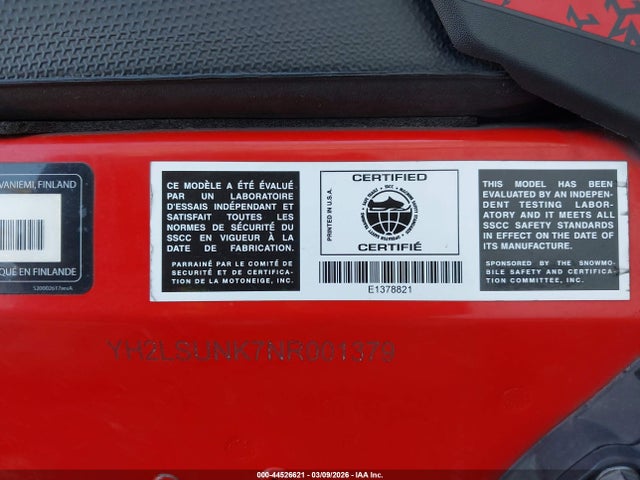 VANIEMI, FINLAND
QUÉ EN FINLANDE
520002617revA
CE MODÈLE A ÉTÉ ÉVALUÉ
PAR UN LABORATOIRE
D'ESSAI INDÉPENDANT ET
SATISFAIT TOUTES LES
NORMES DE SÉCURITÉ DU
SSCC EN VIGUEUR À LA
DATE DE FABRICATION.
PARRAINÉ PAR LE COMITÉ DE
SÉCURITÉ ET DE CERTIFICA-
TION DE LA MOTONEIGE, INC.
PRINTED IN U.S.A.
CERTIFIED
CERTIFIÉ
E1378821
THIS MODEL HAS BEEN
EVALUATED BY AN INDEPEN-
DENT TESTING LABOR-
ATORY AND IT MEETS ALL
SSCC SAFETY STANDARDS
IN EFFECT ON THE DATE OF
ITS MANUFACTURE.
SPONSORED BY THE SNOWMO-
BILE SAFETY AND CERTIFICA-
TION COMMITTEE, INC.
YH2LSUNK7NR001379
000-44526621 - 03/09/2026 - IAA Inc.